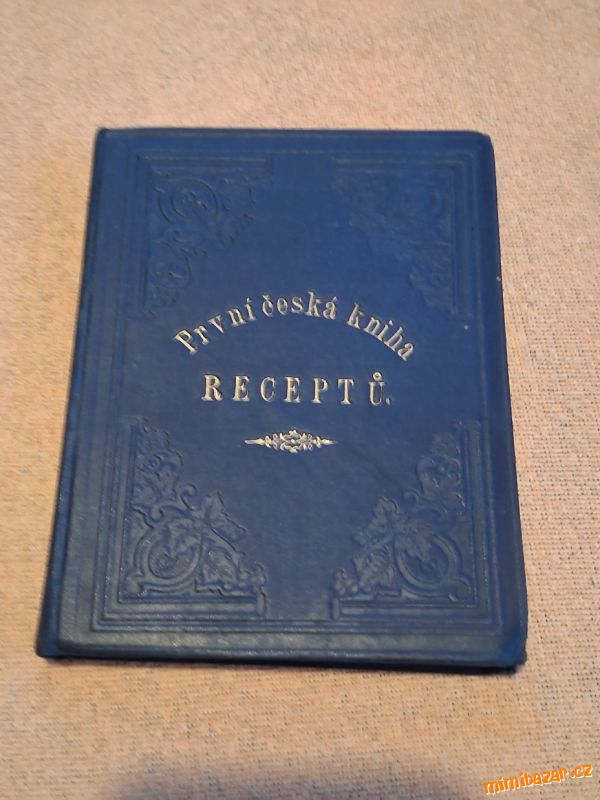 První česká kniha
RECEPTŮ.
mimibazar.cz